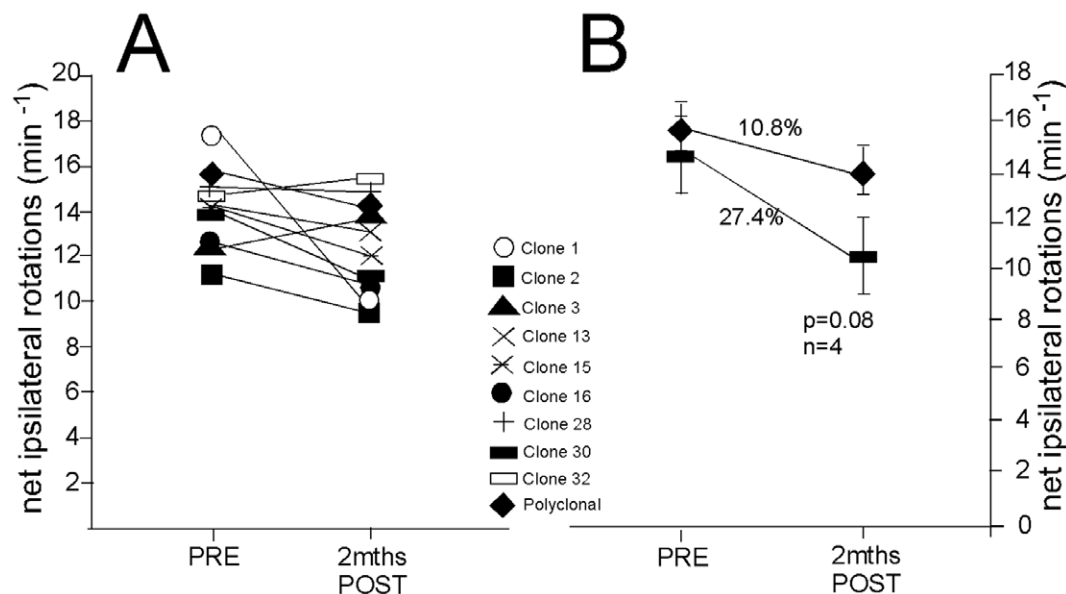 A
B
net ipsilateral rotations (min -1)
20
18
16
14
12
10
8
6
4
2
PRE
2mths
POST
Clone 1
Clone 2
Clone 3
Clone 13
Clone 15
Clone 16
Clone 28
Clone 30
Clone 32
Polyclonal
10.8%
27.4%
p=0.08
n=4
PRE
2mths
POST
18
16
14
12
10
8
6
4
2
0
net ipsilateral rotations (min -1)